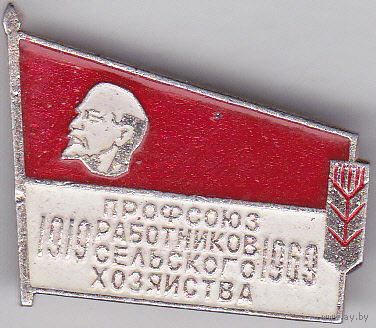 ПРОФСОЮЗ
1919 РАБОТНИКОВ 1969
СЕЛЬСКОГО
ХОЗЯЙСТВА